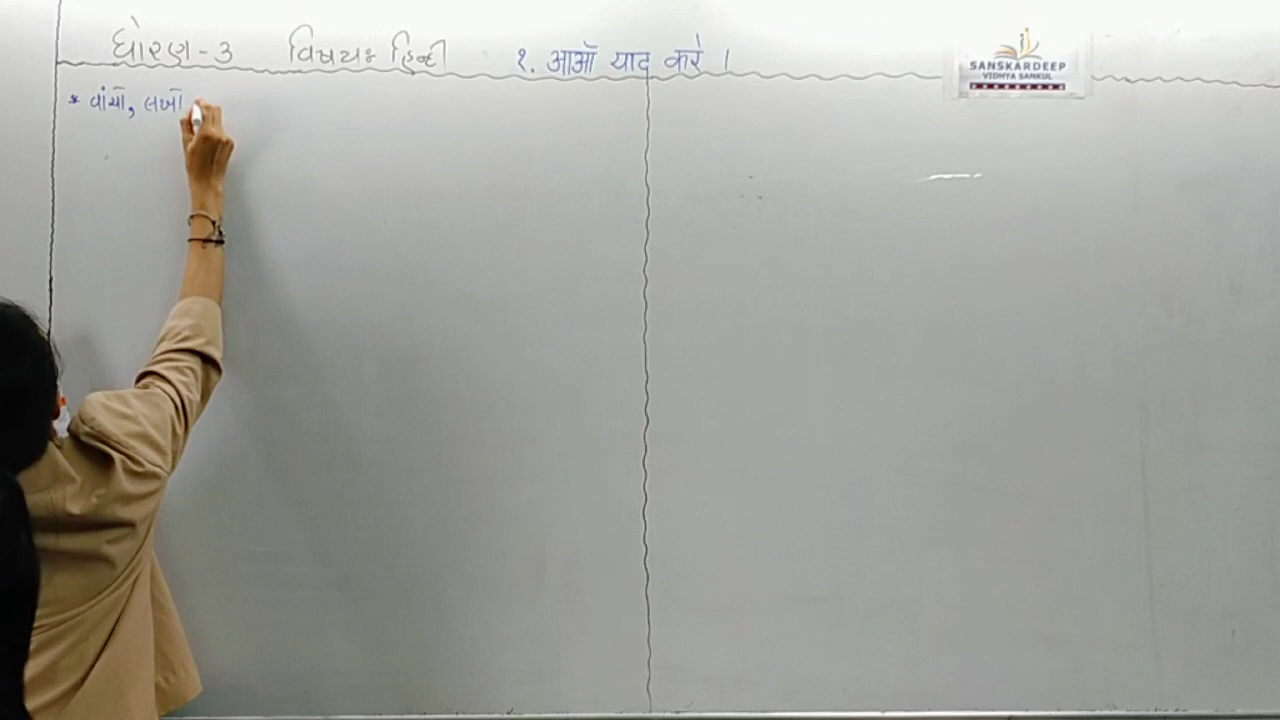 ધોરણ - ૩ વિષયઃ હિન્દી १. आओ याद करे ।
SANSKARDEEP
VIDHYA SANKUL
* વાંચો, લખો